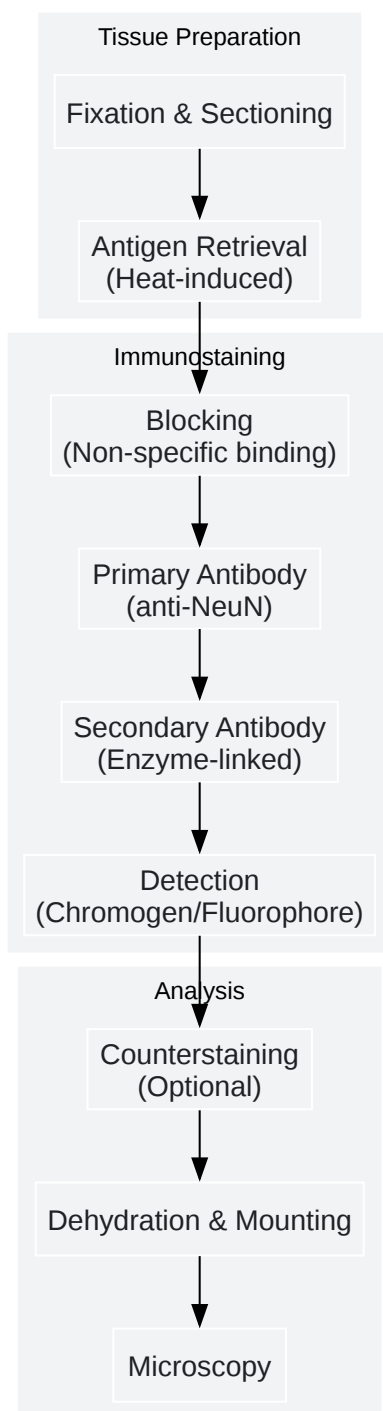 Tissue Preparation
Fixation & Sectioning
Antigen Retrieval
(Heat-induced)
Immunostaining
Blocking
(Non-specific binding)
Primary Antibody
(anti-NeuN)
Secondary Antibody
(Enzyme-linked)
Detection
(Chromogen/Fluorophore)
Analysis
Counterstaining
(Optional)
Dehydration & Mounting
Microscopy